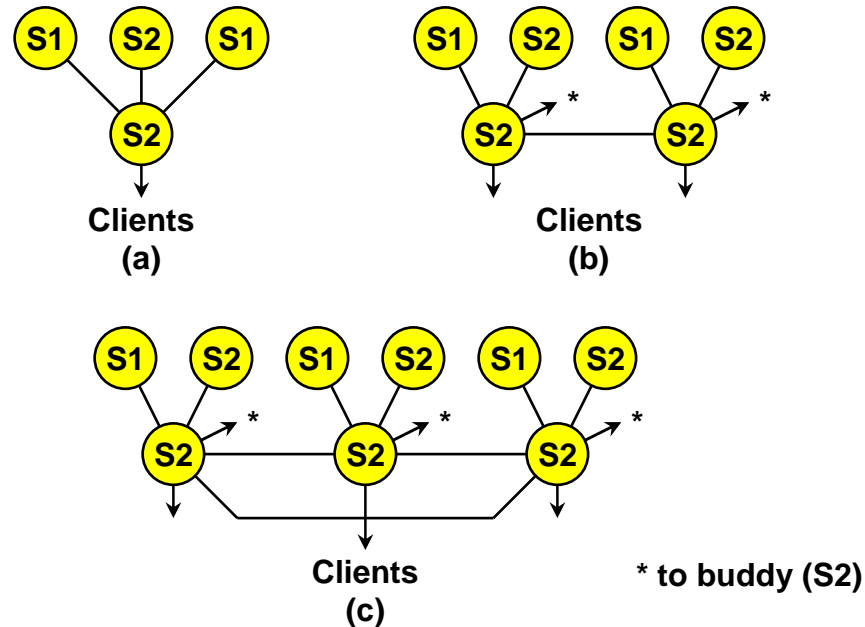 S1 S2 S1
S2
Clients
(a)
S1 S2 S1 S2
* *
S2 S2
Clients
(b)
S1 S2 S1 S2 S1 S2
* * *
S2 S2 S2
Clients
(c)
* to buddy (S2)